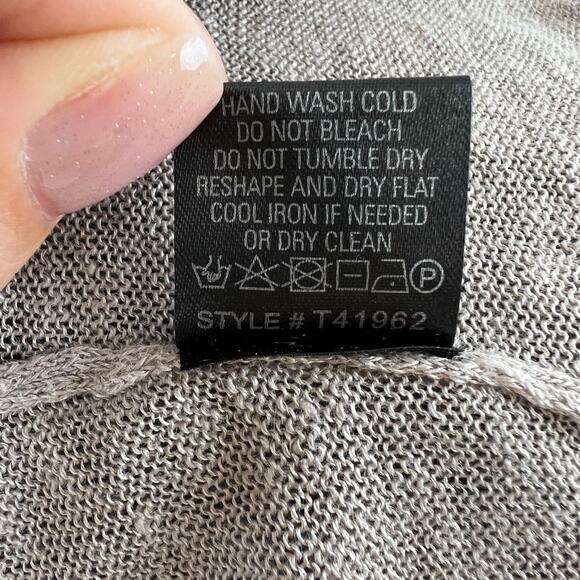 HAND WASH COLD
DO NOT BLEACH
DO NOT TUMBLE DRY
RESHAPE AND DRY FLAT
COOL IRON IF NEEDED
OR DRY CLEAN
P
STYLE # T41962